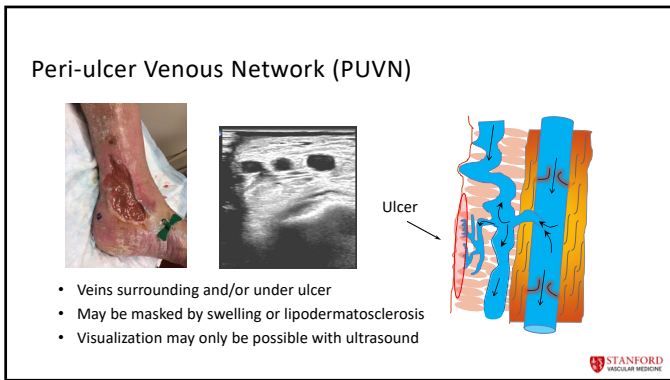 Peri-ulcer Venous Network (PUVN)
Ulcer
• Veins surrounding and/or under ulcer
• May be masked by swelling or lipodermatosclerosis
• Visualization may only be possible with ultrasound
STANFORD
VASCULAR MEDICINE